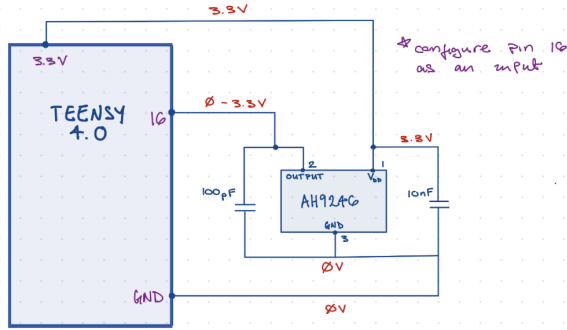 3.3V
* configure pin 16
as an input
3.3V
TEENSY
4.0
16
Ø - 3.3V
3.3V
2
1
OUTPUT
VDD
100pF
AH9246
10nF
GND
3
ØV
GND
ØV